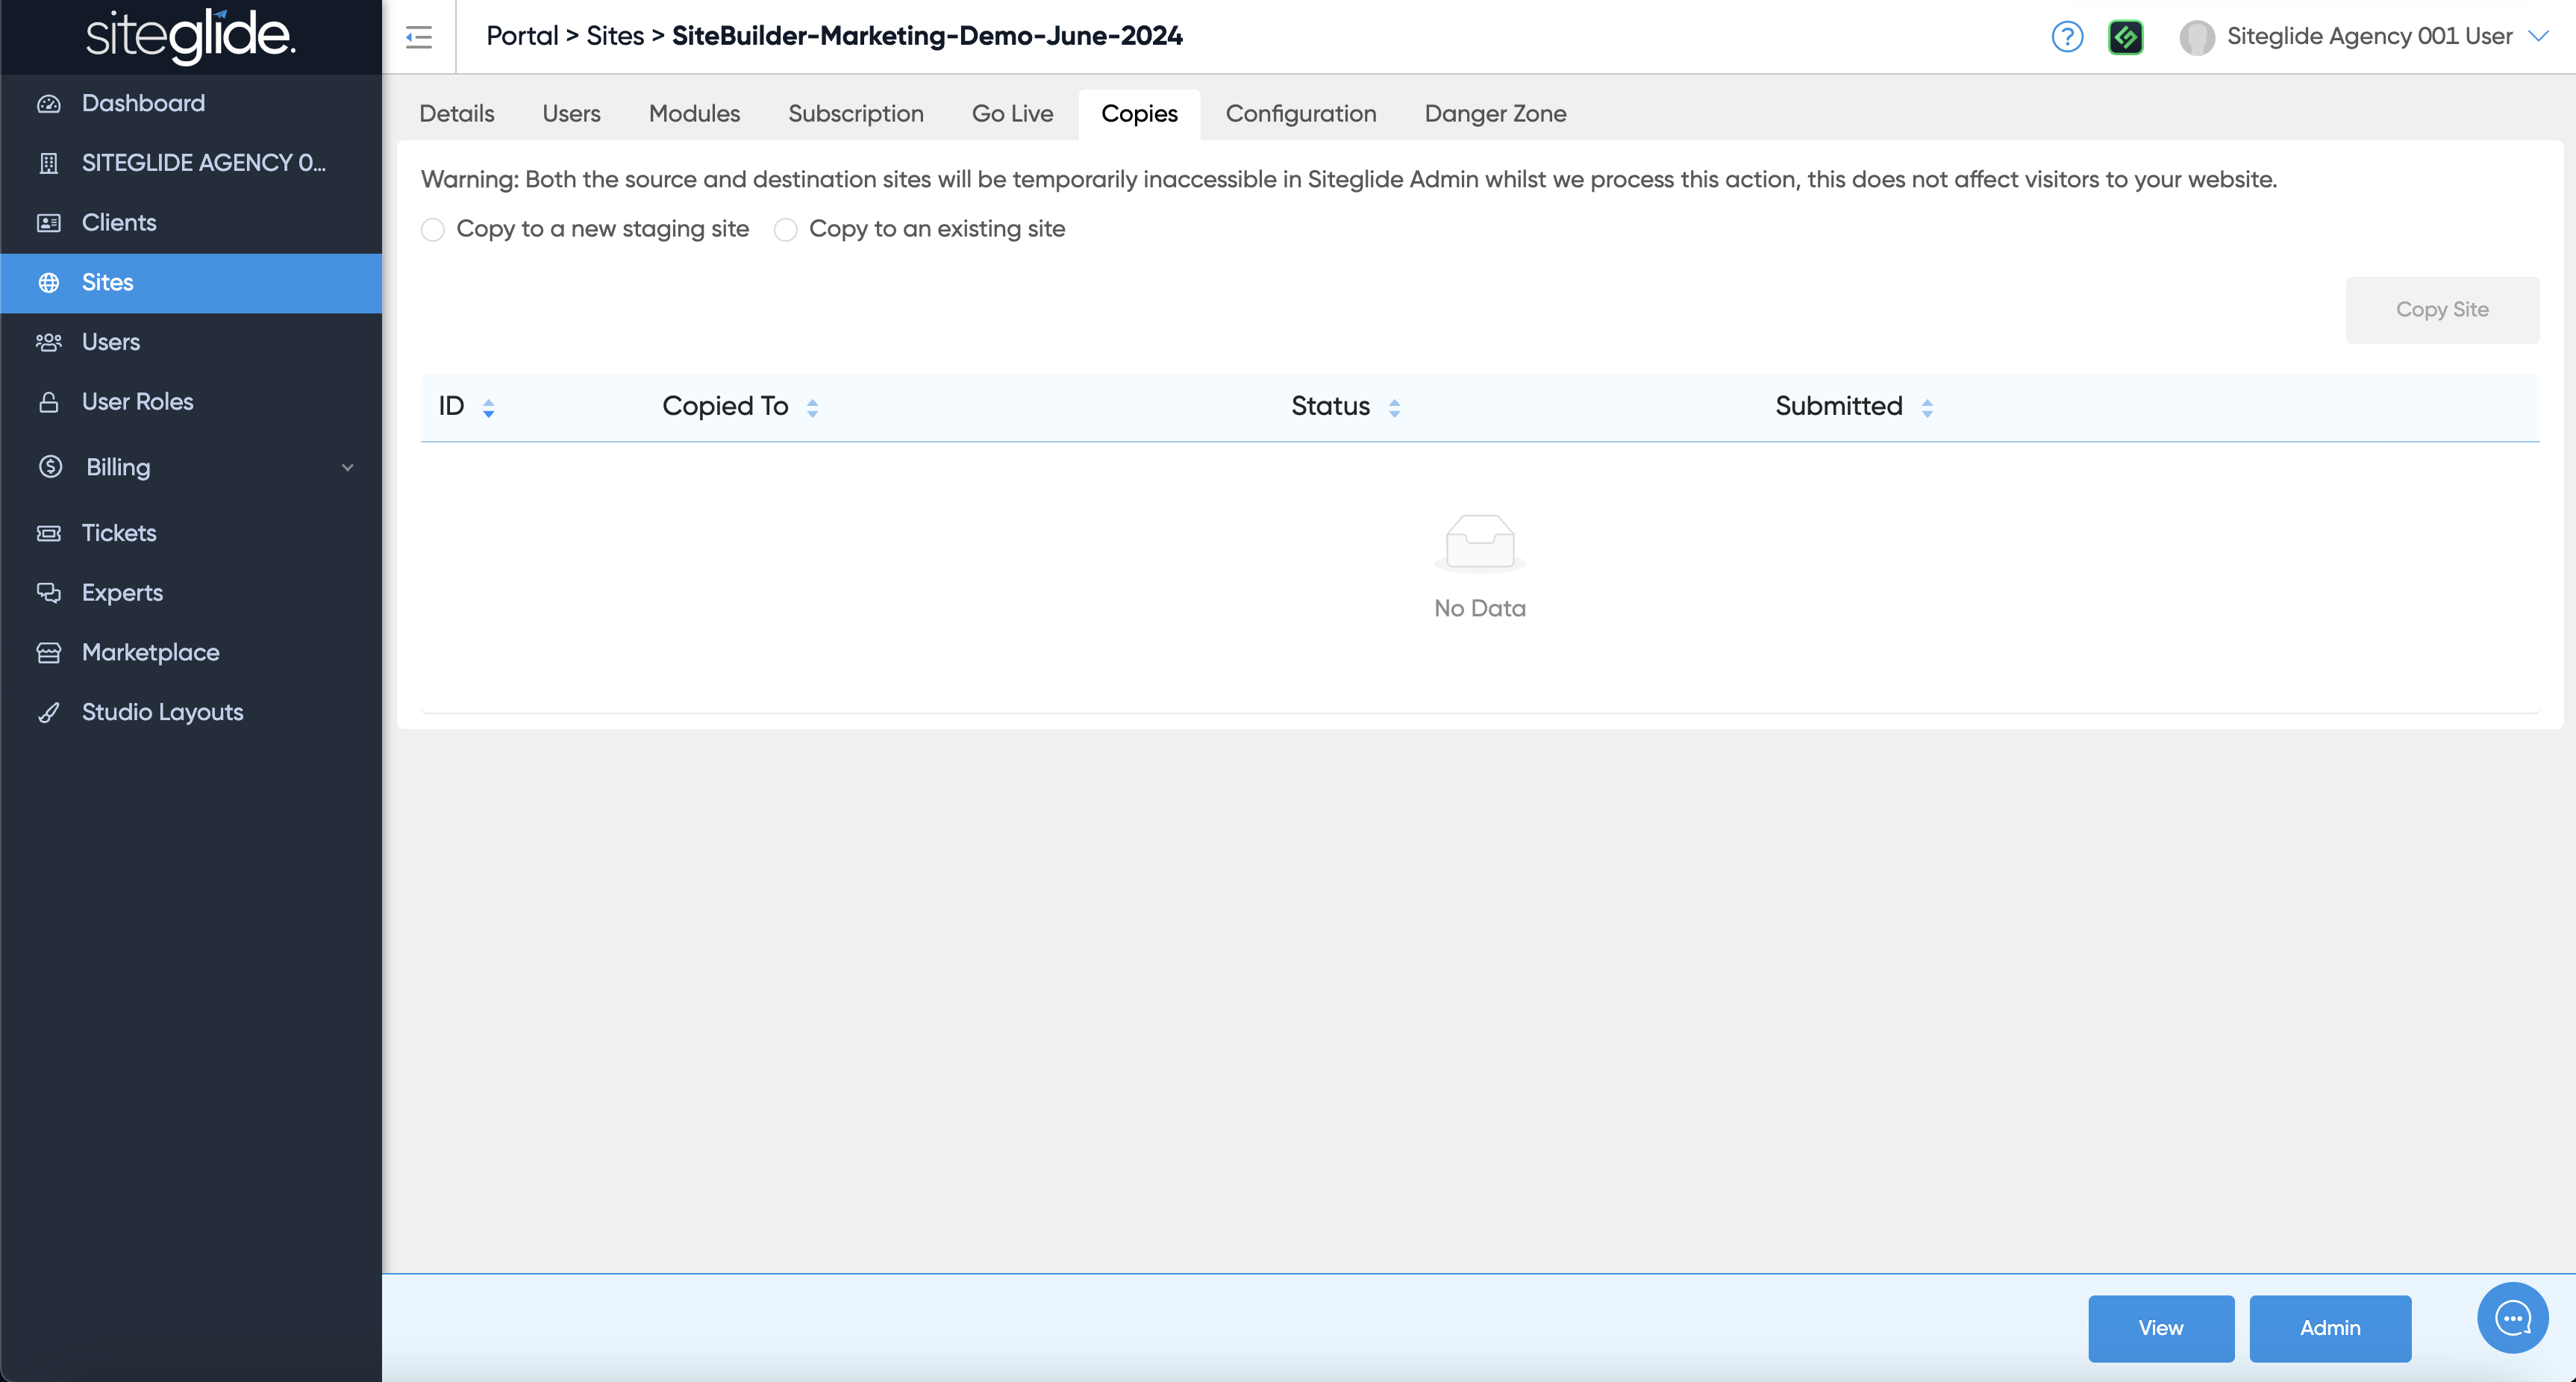 siteglide.
Portal > Sites > SiteBuilder-Marketing-Demo-June-2024
?
Siteglide Agency 001 User
Dashboard
SITEGLIDE AGENCY 0...
Clients
Sites
Users
User Roles
Billing
Tickets
Experts
Marketplace
Studio Layouts
Details Users Modules Subscription Go Live Copies Configuration Danger Zone
Warning: Both the source and destination sites will be temporarily inaccessible in Siteglide Admin whilst we process this action, this does not affect visitors to your website.
Copy to a new staging site Copy to an existing site
Copy Site
ID Copied To Status Submitted
No Data
View Admin